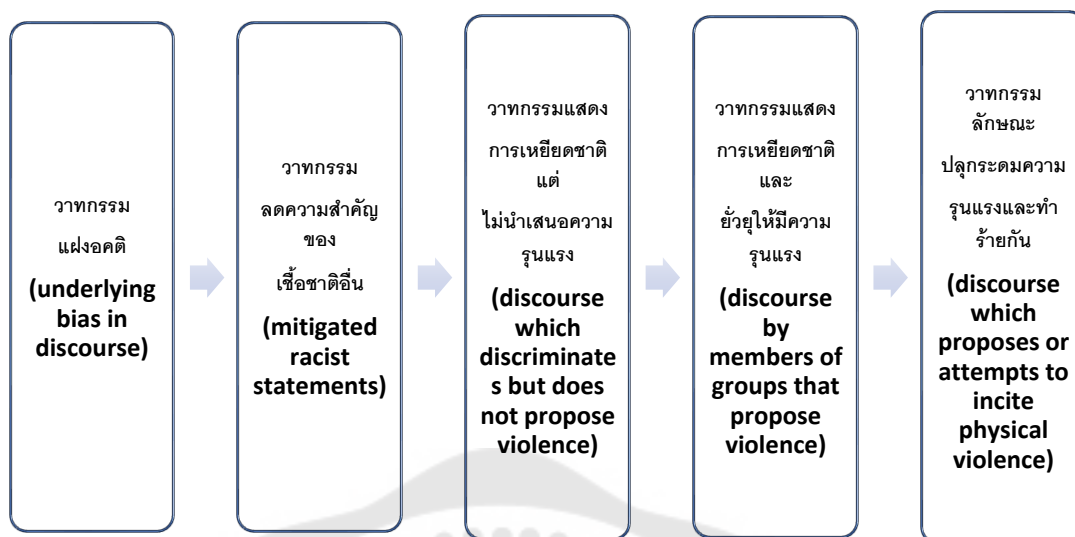 วาทกรรม
แฝงอคติ
(underlying
bias in
discourse)
วาทกรรม
ลดความสำคัญ
ของ
เชื้อชาติอื่น
(mitigated
racist
statements)
วาทกรรมแสดง
การเหยียดชาติ
แต่
ไม่นำเสนอความ
รุนแรง
(discourse
which
discriminate
s but does
not propose
violence)
วาทกรรมแสดง
การเหยียดชาติ
และ
ยั่วยุให้มีความ
รุนแรง
(discourse
by
members of
groups that
propose
violence)
วาทกรรม
ลักษณะ
ปลุกระดมความ
รุนแรงและทำ
ร้ายกัน
(discourse
which
proposes or
attempts to
incite
physical
violence)